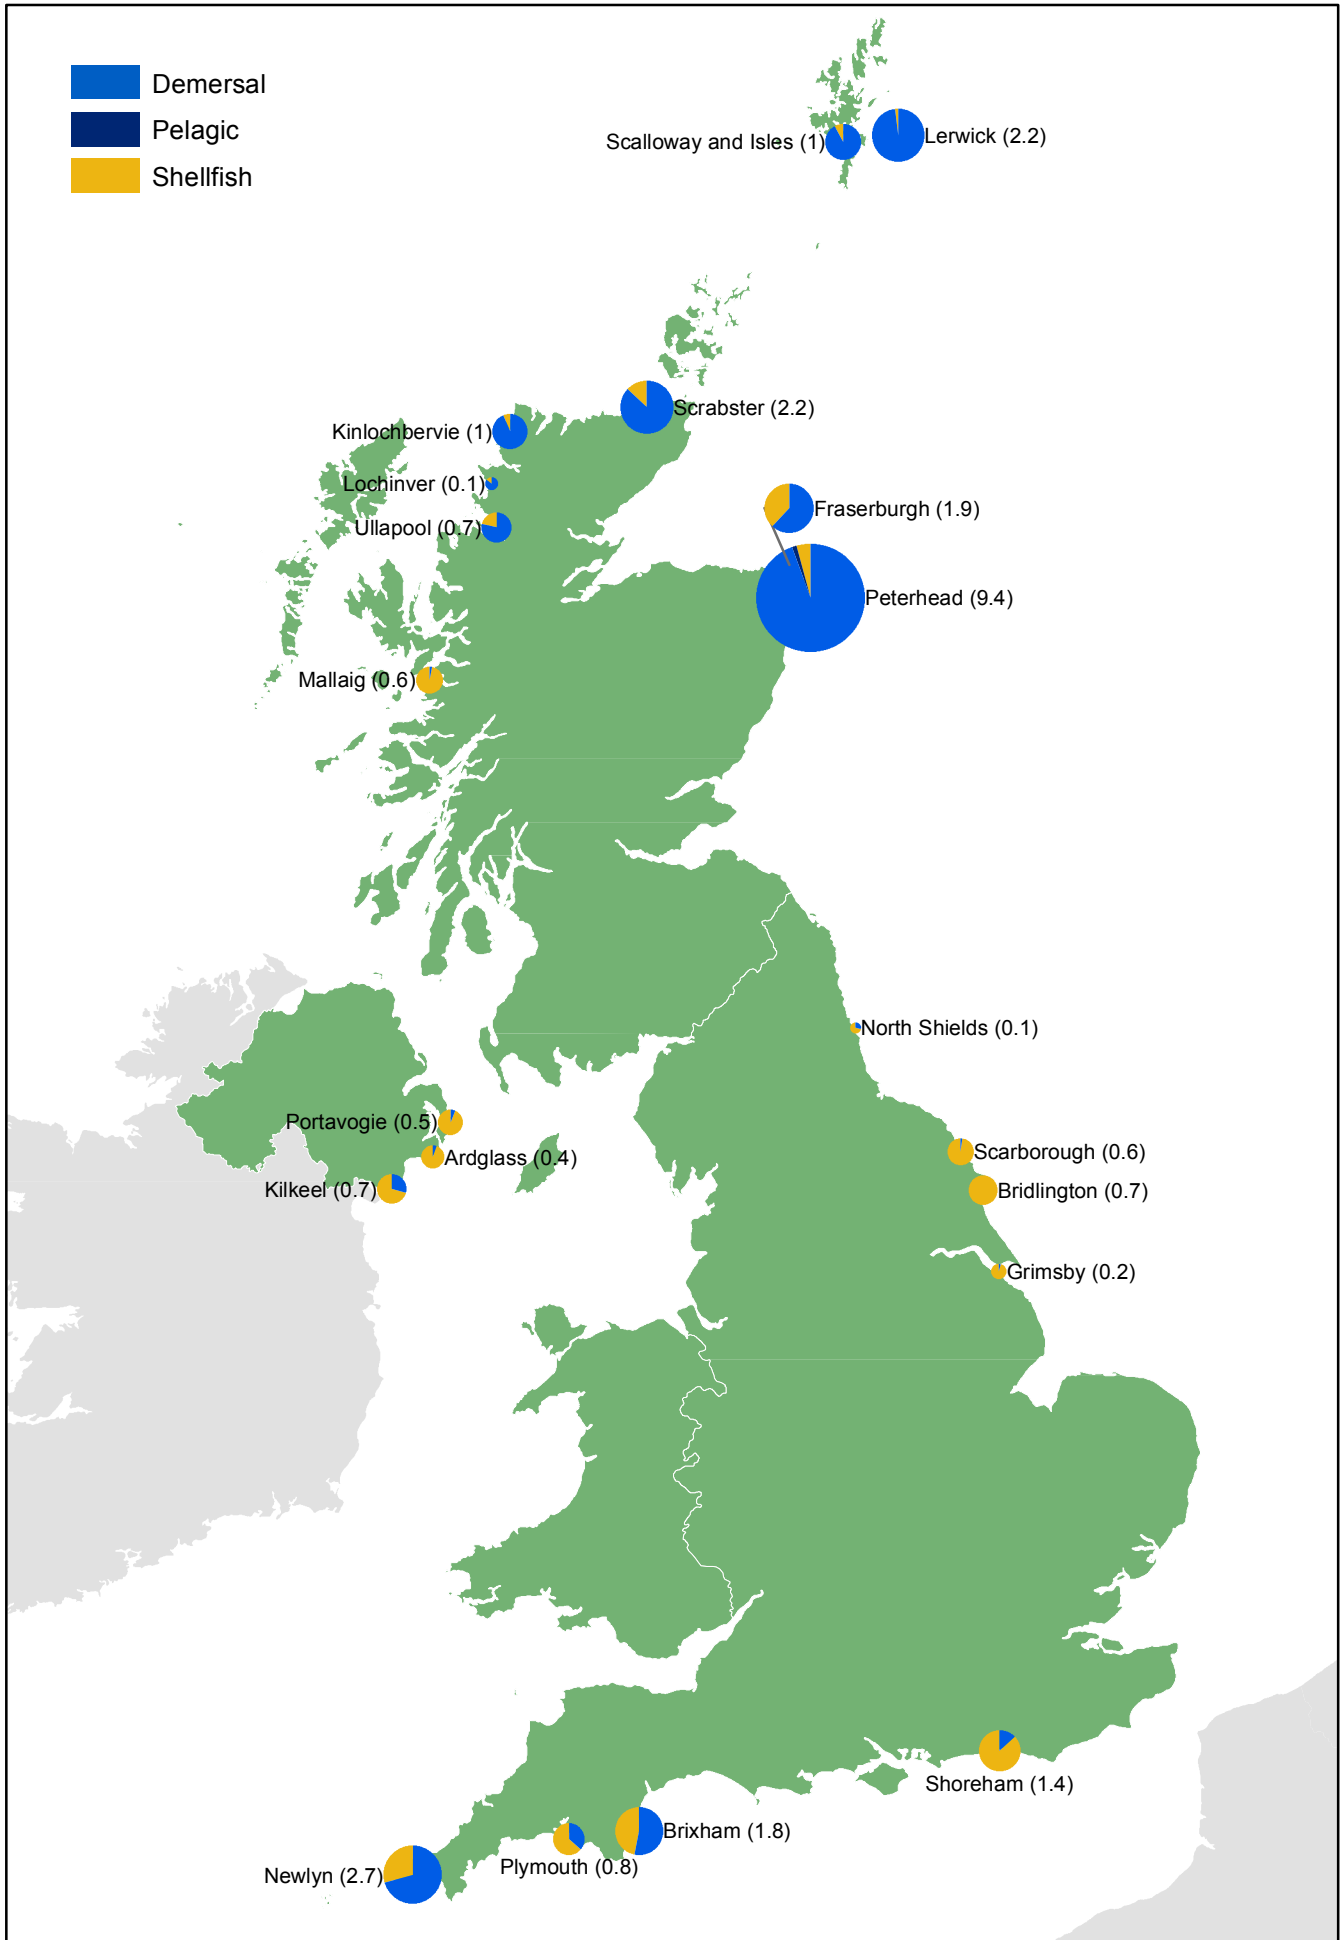 Demersal
Pelagic
Shellfish
Scalloway and Isles (1)
Lerwick (2.2)
Scrabster (2.2)
Kinlochbervie (1)
Lochinver (0.1)
Ullapool (0.7)
Fraserburgh (1.9)
Peterhead (9.4)
Mallaig (0.6)
North Shields (0.1)
Portavogie (0.5)
Ardglass (0.4)
Kilkeel (0.7)
Scarborough (0.6)
Bridlington (0.7)
Grimsby (0.2)
Shoreham (1.4)
Brixham (1.8)
Plymouth (0.8)
Newlyn (2.7)